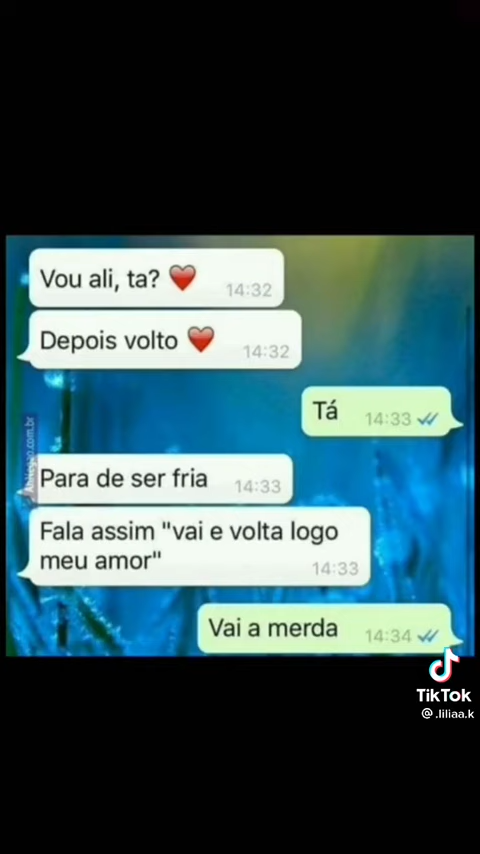 Vou ali, ta? ❤️ 14:32
Depois volto ❤️ 14:32
Tá 14:33
Para de ser fria 14:33
Fala assim "vai e volta logo
meu amor" 14:33
Vai a merda 14:34
TikTok
@.liliaa.k